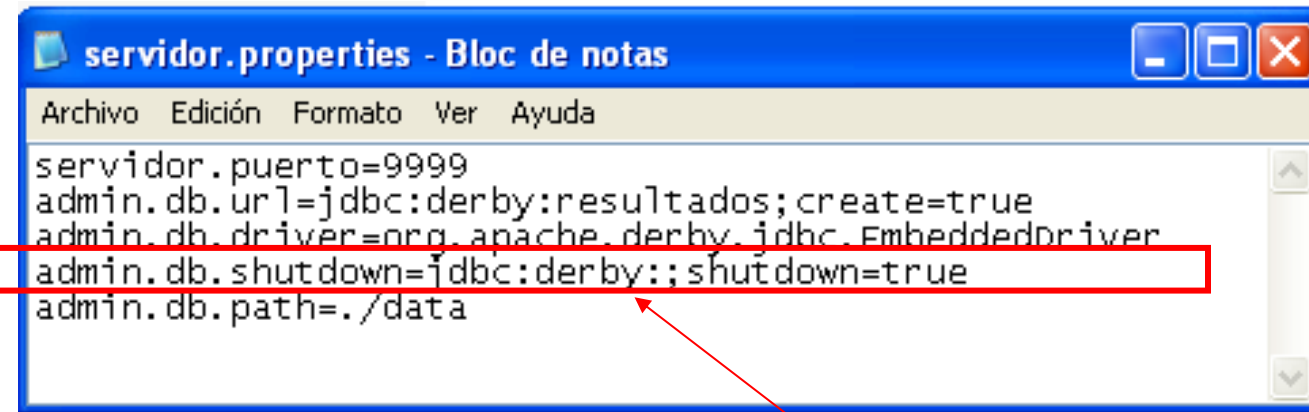 servidor.properties - Bloc de notas
Archivo Edición Formato Ver Ayuda
servidor.puerto=9999
admin.db.url=jdbc:derby:resultados;create=true
admin.db.driver=org.apache.derby.jdbc.EmbeddedDriver
admin.db.shutdown=jdbc:derby:;shutdown=true
admin.db.path=./data